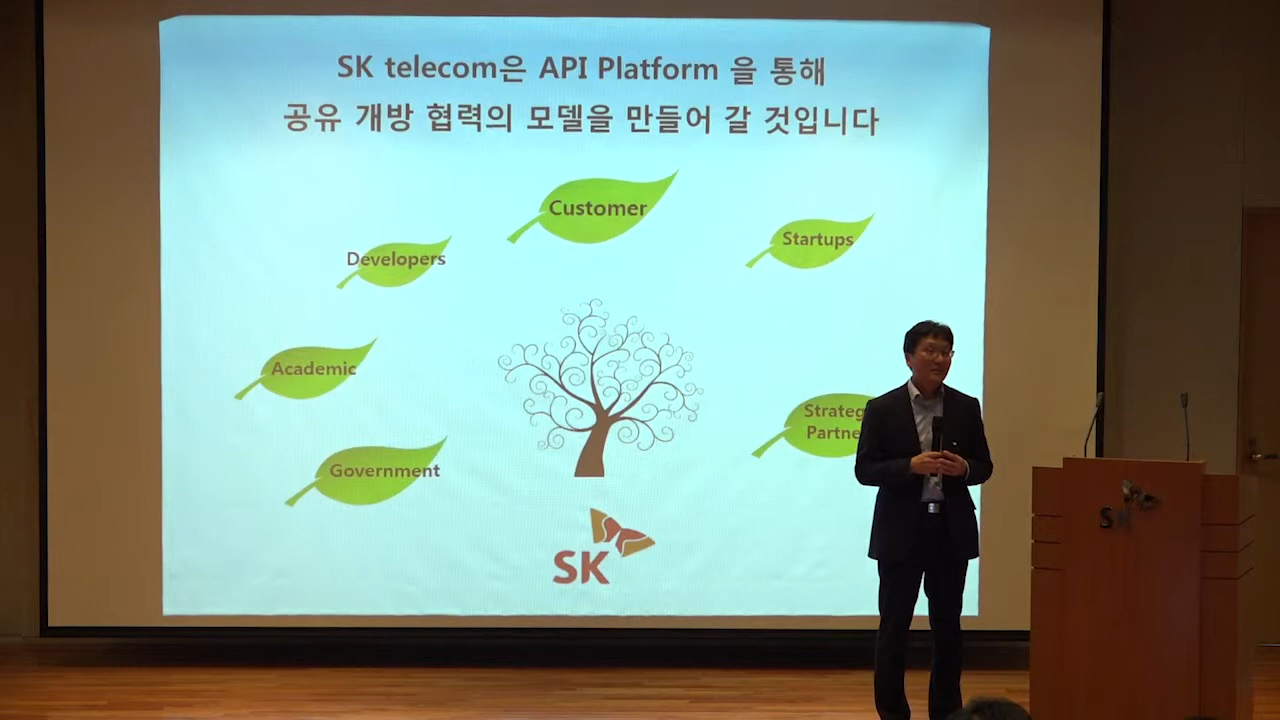 SK telecom은 API Platform 을 통해
공유 개방 협력의 모델을 만들어 갈 것입니다
Customer
Startups
Developers
Academic
Government
SK
SK